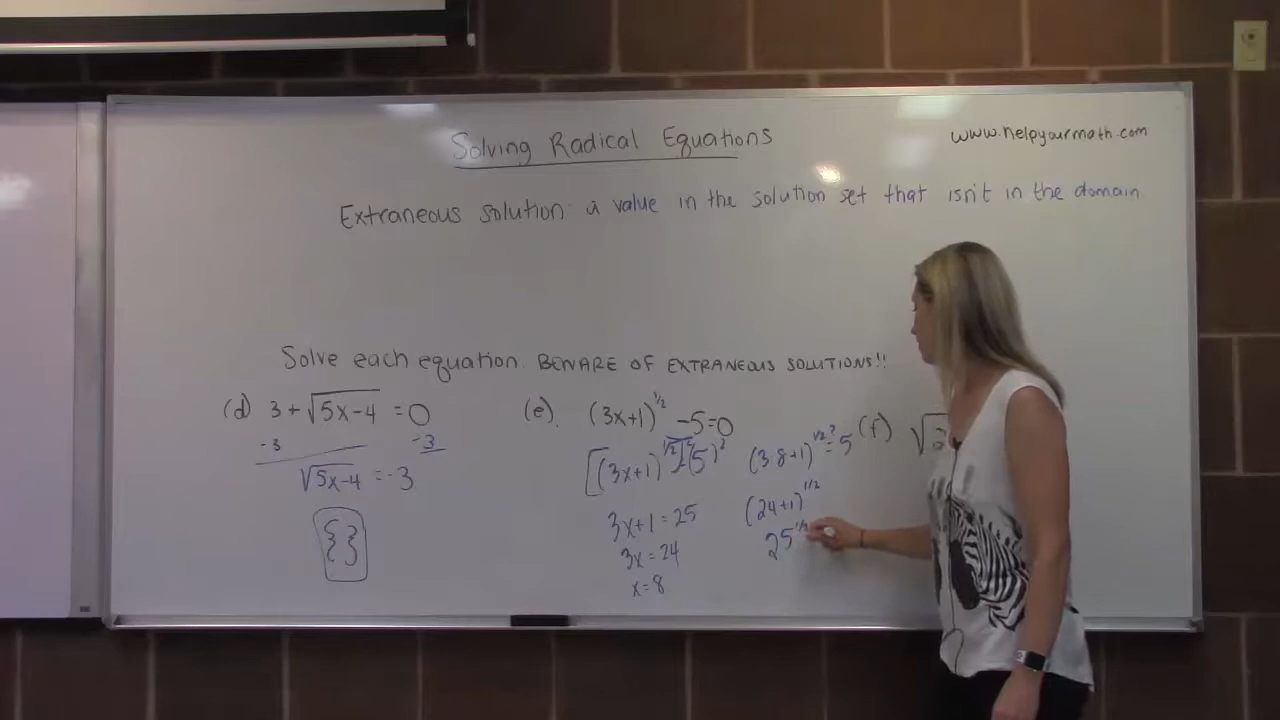 Solving Radical Equations
www.helpyourmath.com
Extraneous solution: a value in the solution set that isn't in the domain
Solve each equation. BEWARE OF EXTRANEOUS SOLUTIONS!!
(d) 3 + √5x-4 = 0
-3 -3
√5x-4 = -3
{ }
(e). (3x+1)^1/2 -5=0
[(3x+1)^1/2]^2 = (5)^2
3x+1 = 25
3x = 24
x = 8
(3·8+1)^1/2 ?= 5
(24+1)^1/2
25^1/2
(f) √2